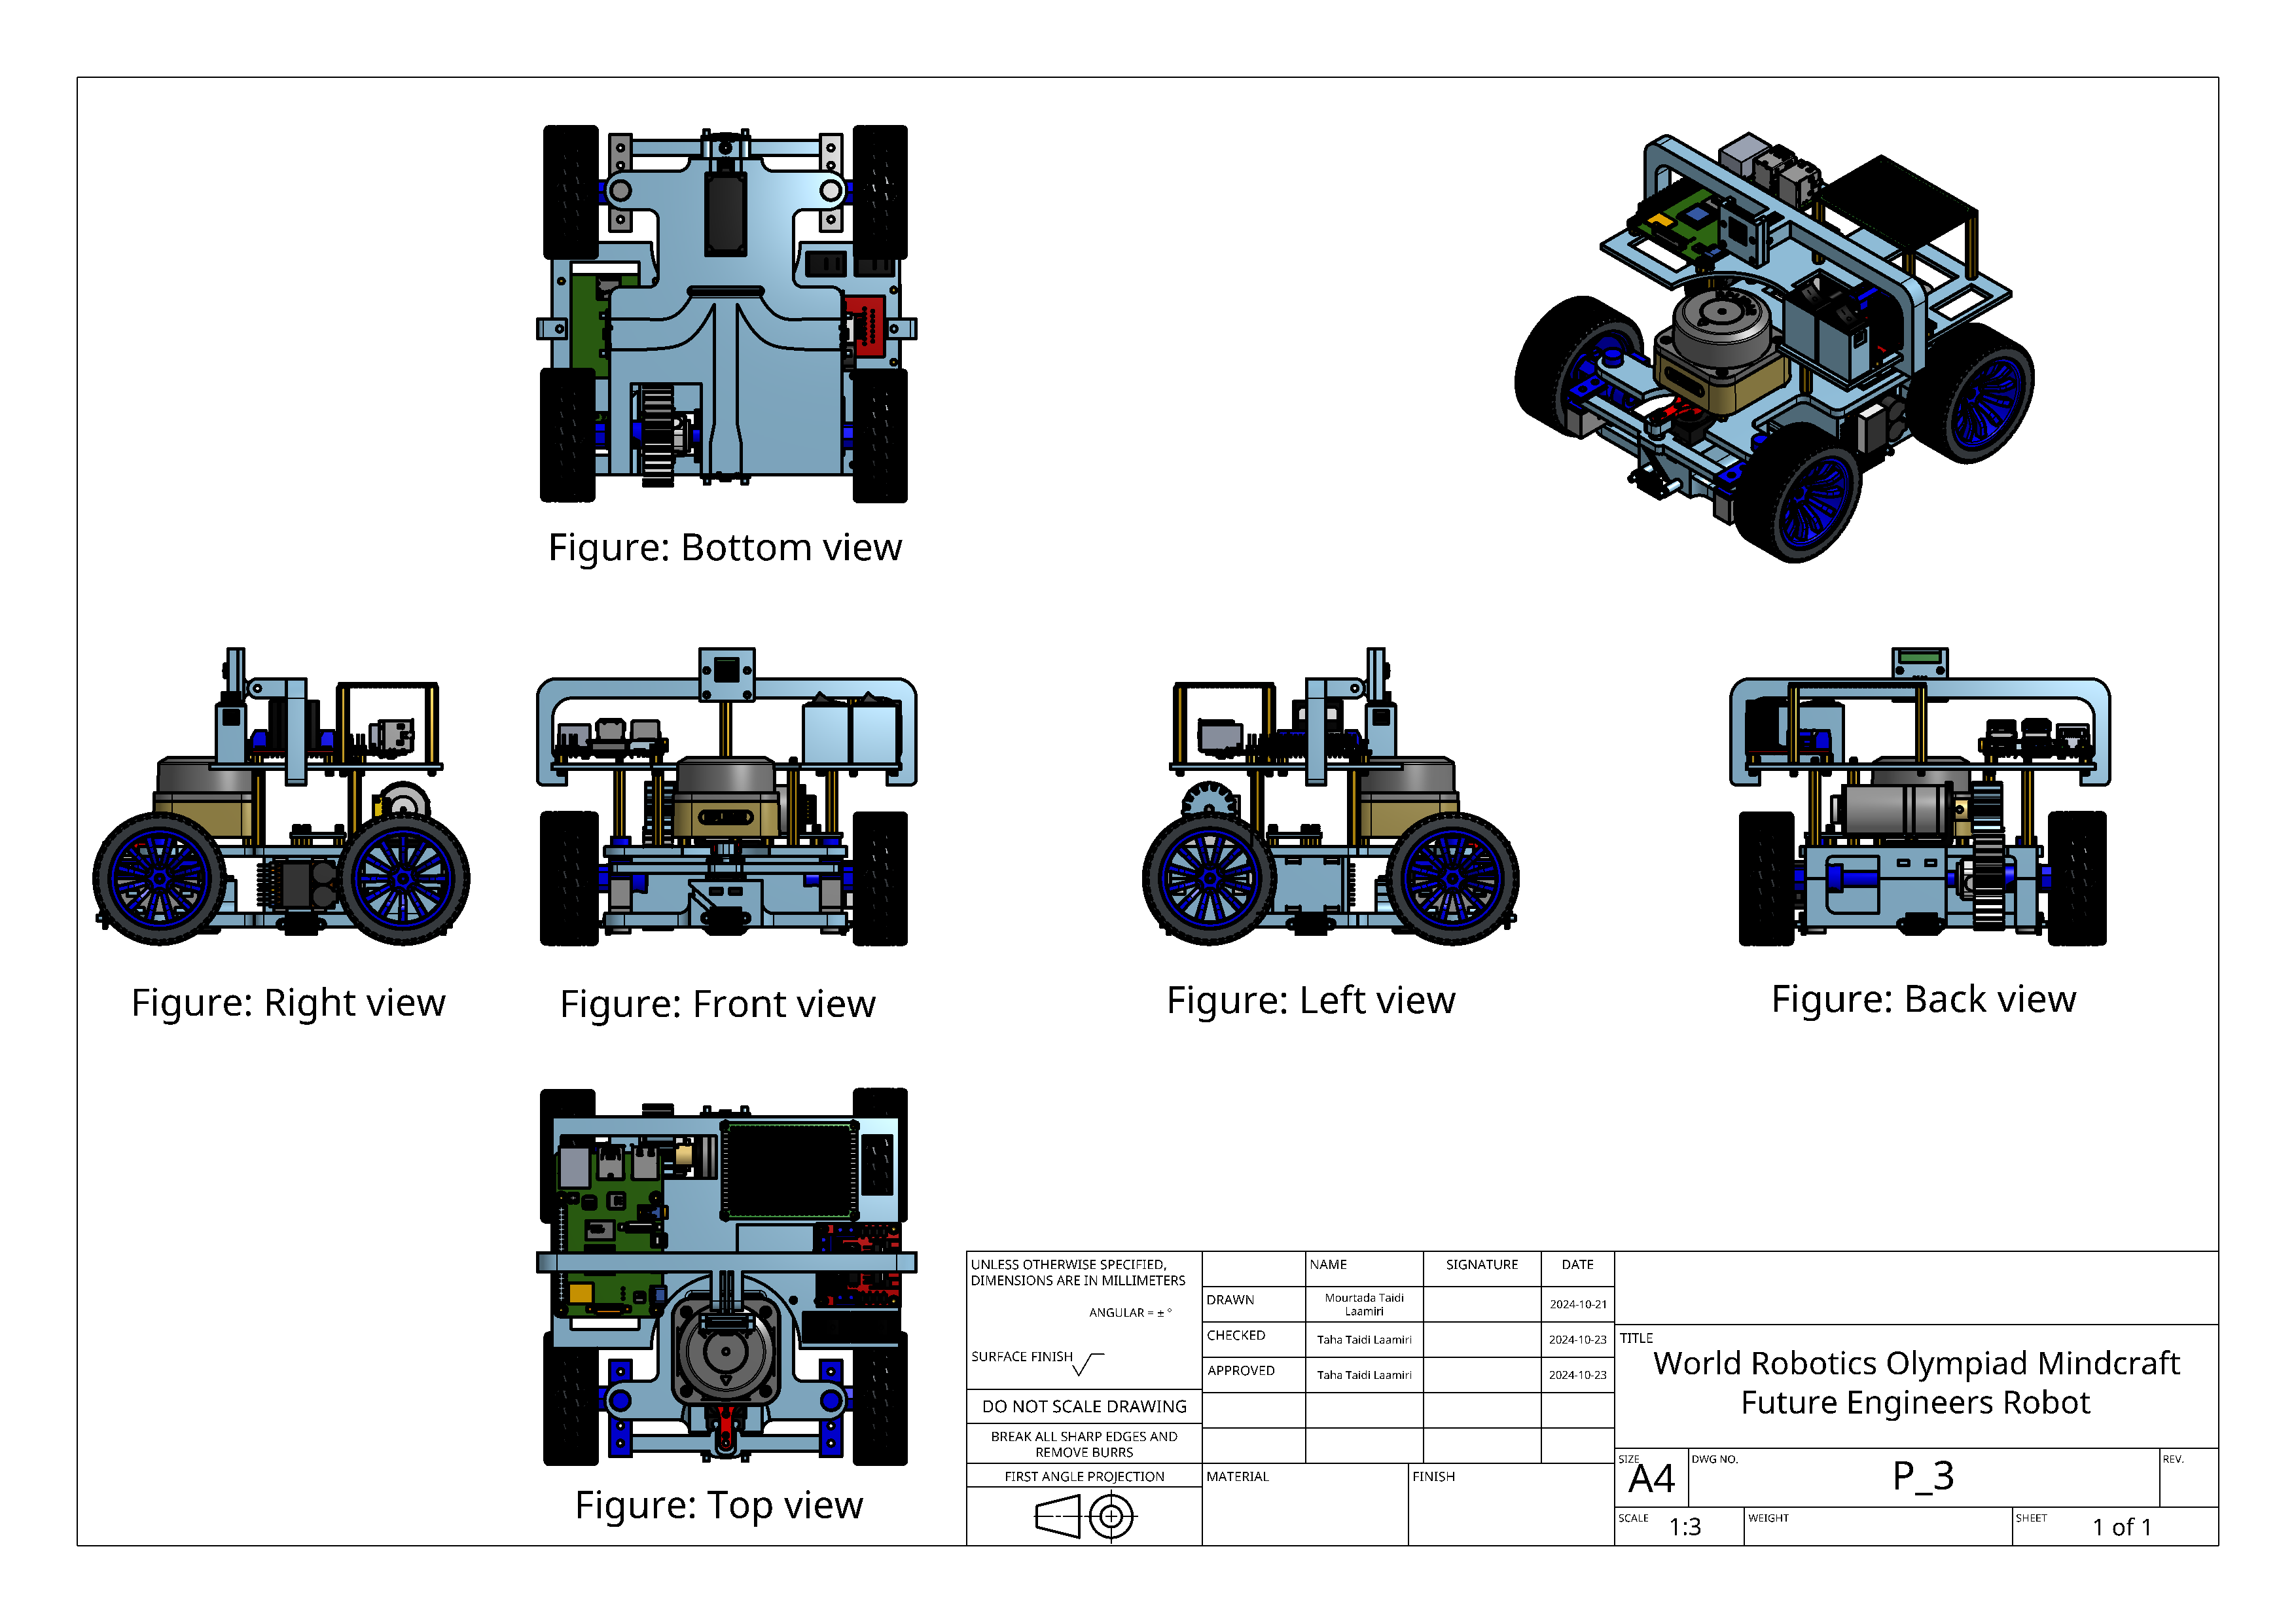 Figure: Bottom view
Figure: Right view
Figure: Front view
Figure: Left view
Figure: Back view
Figure: Top view
UNLESS OTHERWISE SPECIFIED,
DIMENSIONS ARE IN MILLIMETERS
ANGULAR = ± °
SURFACE FINISH
DO NOT SCALE DRAWING
BREAK ALL SHARP EDGES AND
REMOVE BURRS
FIRST ANGLE PROJECTION
NAME
SIGNATURE
DATE
DRAWN
Mourtada Taidi
Laamiri
2024-10-21
CHECKED
Taha Taidi Laamiri
2024-10-23
APPROVED
Taha Taidi Laamiri
2024-10-23
MATERIAL
FINISH
TITLE
World Robotics Olympiad Mindcraft
Future Engineers Robot
SIZE
A4
DWG NO.
P_3
REV.
SCALE
1:3
WEIGHT
SHEET
1 of 1